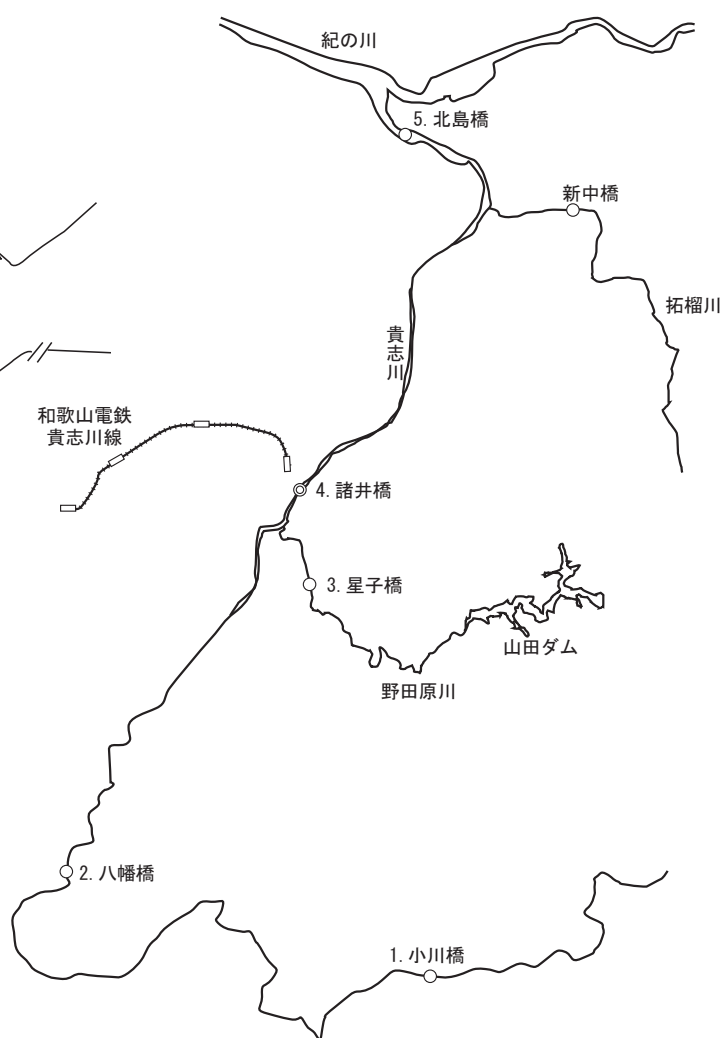 紀の川
5. 北島橋
新中橋
拓榴川
貴志川
和歌山電鉄
貴志川線
4. 諸井橋
3. 星子橋
山田ダム
野田原川
2. 八幡橋
1. 小川橋